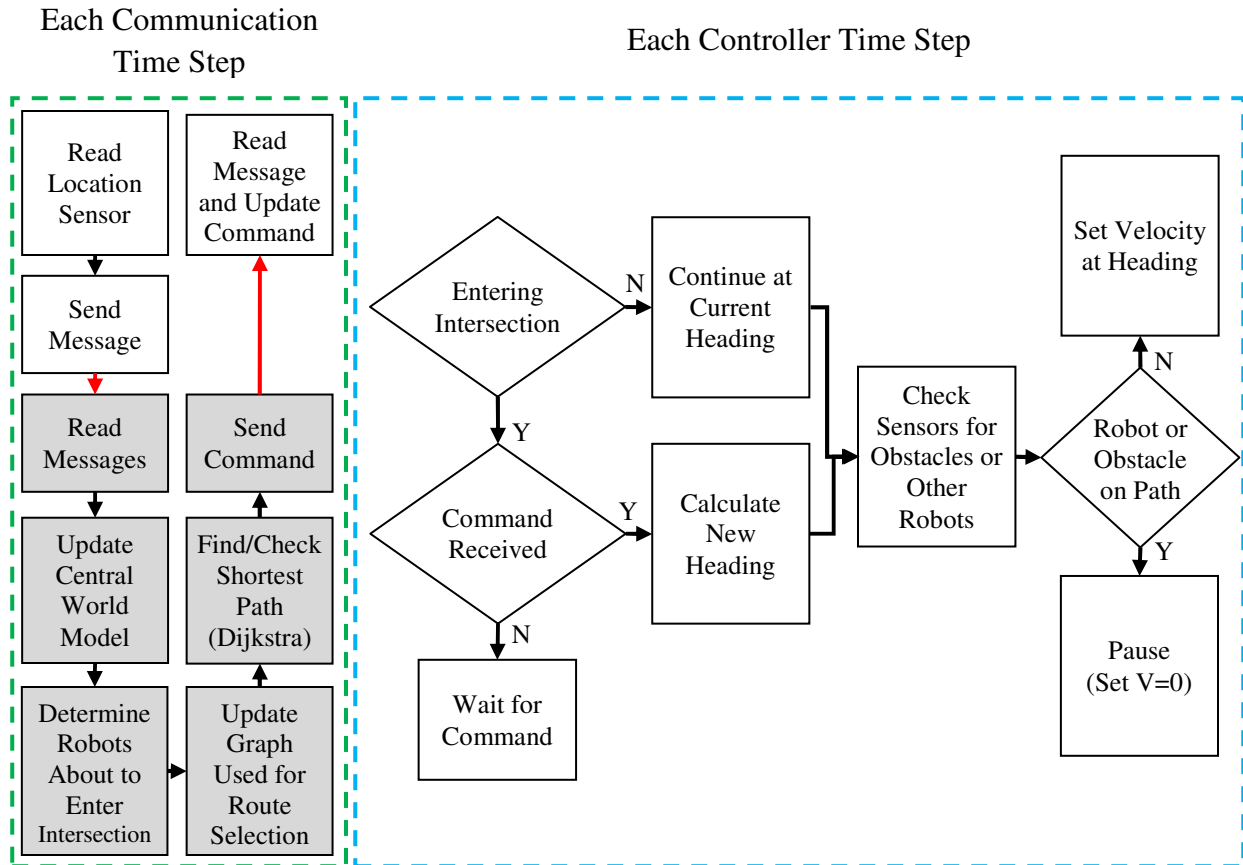 Each Communication
Time Step
Each Controller Time Step
Read
Location
Sensor
Send
Message
Read
Messages
Update
Central
World
Model
Determine
Robots
About to
Enter
Intersection
Update
Graph
Used for
Route
Selection
Find/Check
Shortest
Path
(Dijkstra)
Send
Command
Read
Message
and Update
Command
Entering
Intersection
N
Y
Continue at
Current
Heading
Command
Received
Y
N
Calculate
New
Heading
Wait for
Command
Check
Sensors for
Obstacles or
Other
Robots
Robot or
Obstacle
on Path
N
Y
Set Velocity
at Heading
Pause
(Set V=0)